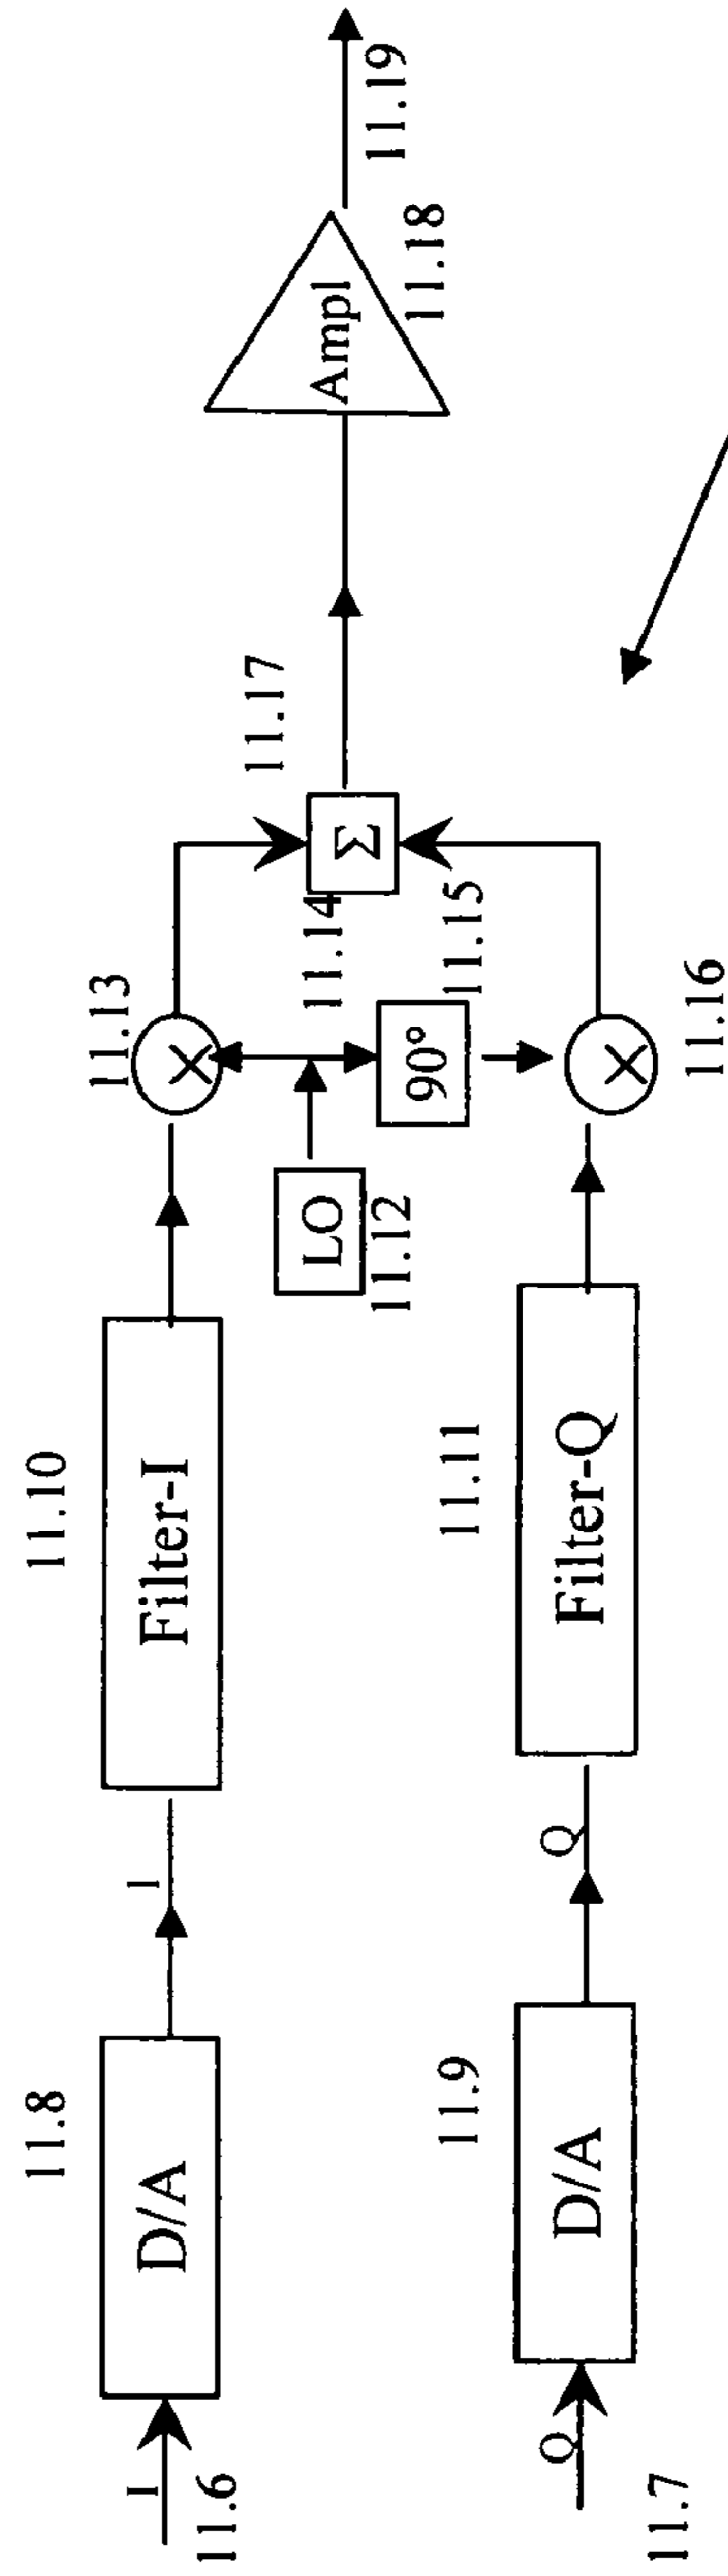 11.8
11.10
11.13
11.17
I
D/A
I
Filter-I
X
11.6
LO
11.12
11.14
Σ
Ampl
11.18
11.19
90°
11.15
11.9
11.11
Q
D/A
Q
Filter-Q
X
11.7
11.16